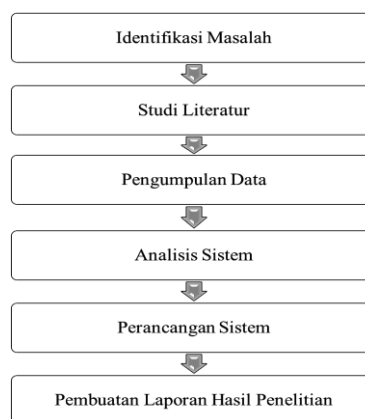 Identifikasi Masalah
Studi Literatur
Pengumpulan Data
Analisis Sistem
Perancangan Sistem
Pembuatan Laporan Hasil Penelitian